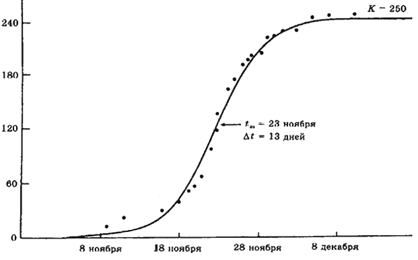 K – 250
240
180
120
tₘ = 23 ноября
Δt = 13 дней
60
0
8 ноября
18 ноября
28 ноября
8 декабря